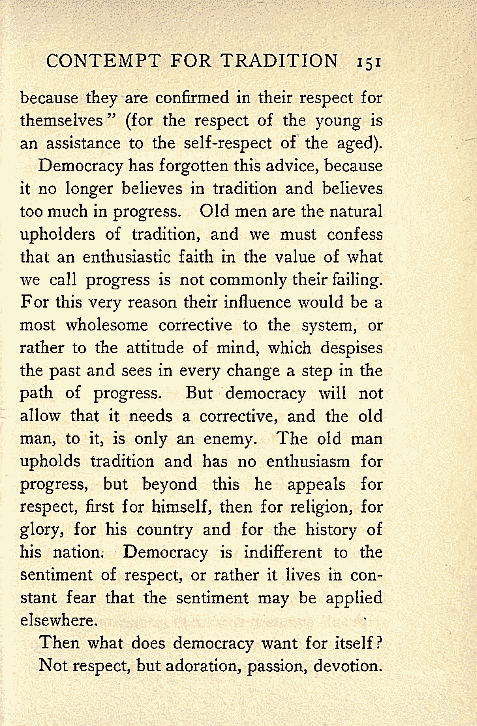 CONTEMPT FOR TRADITION 151
because they are confirmed in their respect for
themselves" (for the respect of the young is
an assistance to the self-respect of the aged).
Democracy has forgotten this advice, because
it no longer believes in tradition and believes
too much in progress. Old men are the natural
upholders of tradition, and we must confess
that an enthusiastic faith in the value of what
we call progress is not commonly their failing.
For this very reason their influence would be a
most wholesome corrective to the system, or
rather to the attitude of mind, which despises
the past and sees in every change a step in the
path of progress. But democracy will not
allow that it needs a corrective, and the old
man, to it, is only an enemy. The old man
upholds tradition and has no enthusiasm for
progress, but beyond this he appeals for
respect, first for himself, then for religion, for
glory, for his country and for the history of
his nation. Democracy is indifferent to the
sentiment of respect, or rather it lives in con-
stant fear that the sentiment may be applied
elsewhere.
Then what does democracy want for itself?
Not respect, but adoration, passion, devotion.